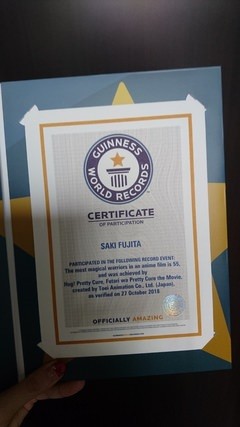 GUINNESS
WORLD RECORDS
CERTIFICATE
OF PARTICIPATION
SAKI FUJITA
PARTICIPATED IN THE FOLLOWING RECORD EVENT:
The most magical warriors in an anime film is 55,
and was achieved by
Hug! Pretty Cure, Futari wa Pretty Cure the Movie,
created by Toei Animation Co., Ltd. (Japan),
as verified on 27 October 2018
OFFICIALLY AMAZING